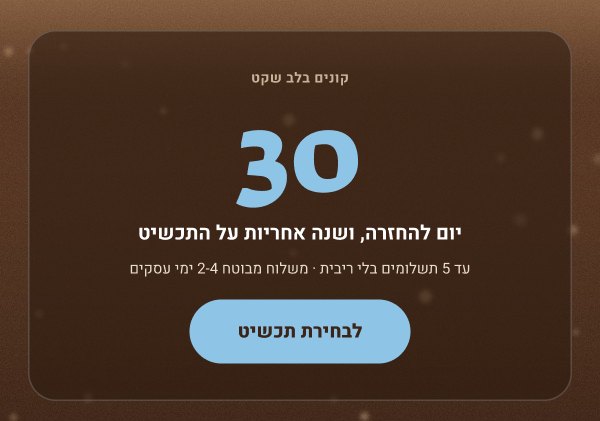 קונים בלב שקט
30
יום להחזרה, ושנה אחריות על התכשיט
עד 5 תשלומים בלי ריבית · משלוח מבוטח 2-4 ימי עסקים
לבחירת תכשיט